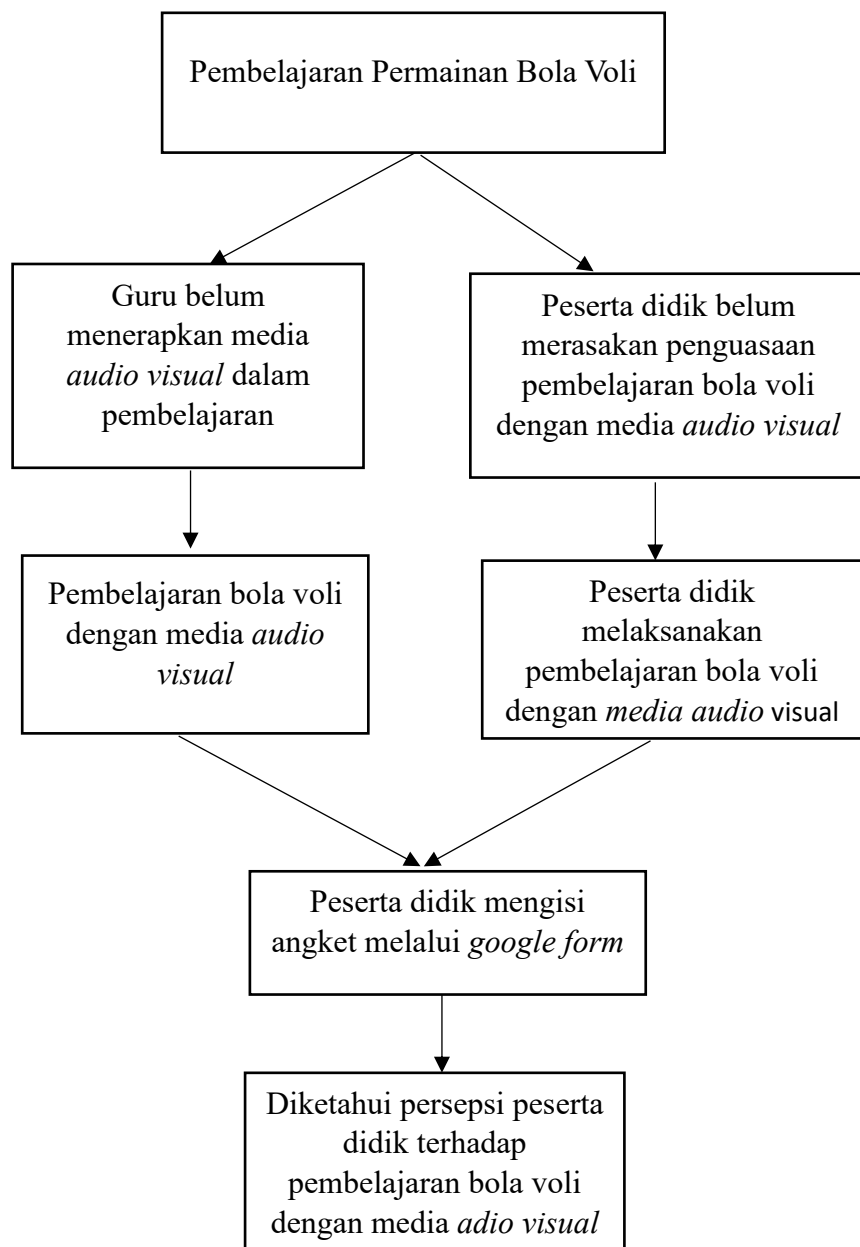 Pembelajaran Permainan Bola Voli
Guru belum
menerapkan media
audio visual dalam
pembelajaran
Peserta didik belum
merasakan penguasaan
pembelajaran bola voli
dengan media audio visual
Pembelajaran bola voli
dengan media audio
visual
Peserta didik
melaksanakan
pembelajaran bola voli
dengan media audio visual
Peserta didik mengisi
angket melalui google form
Diketahui persepsi peserta
didik terhadap
pembelajaran bola voli
dengan media adio visual